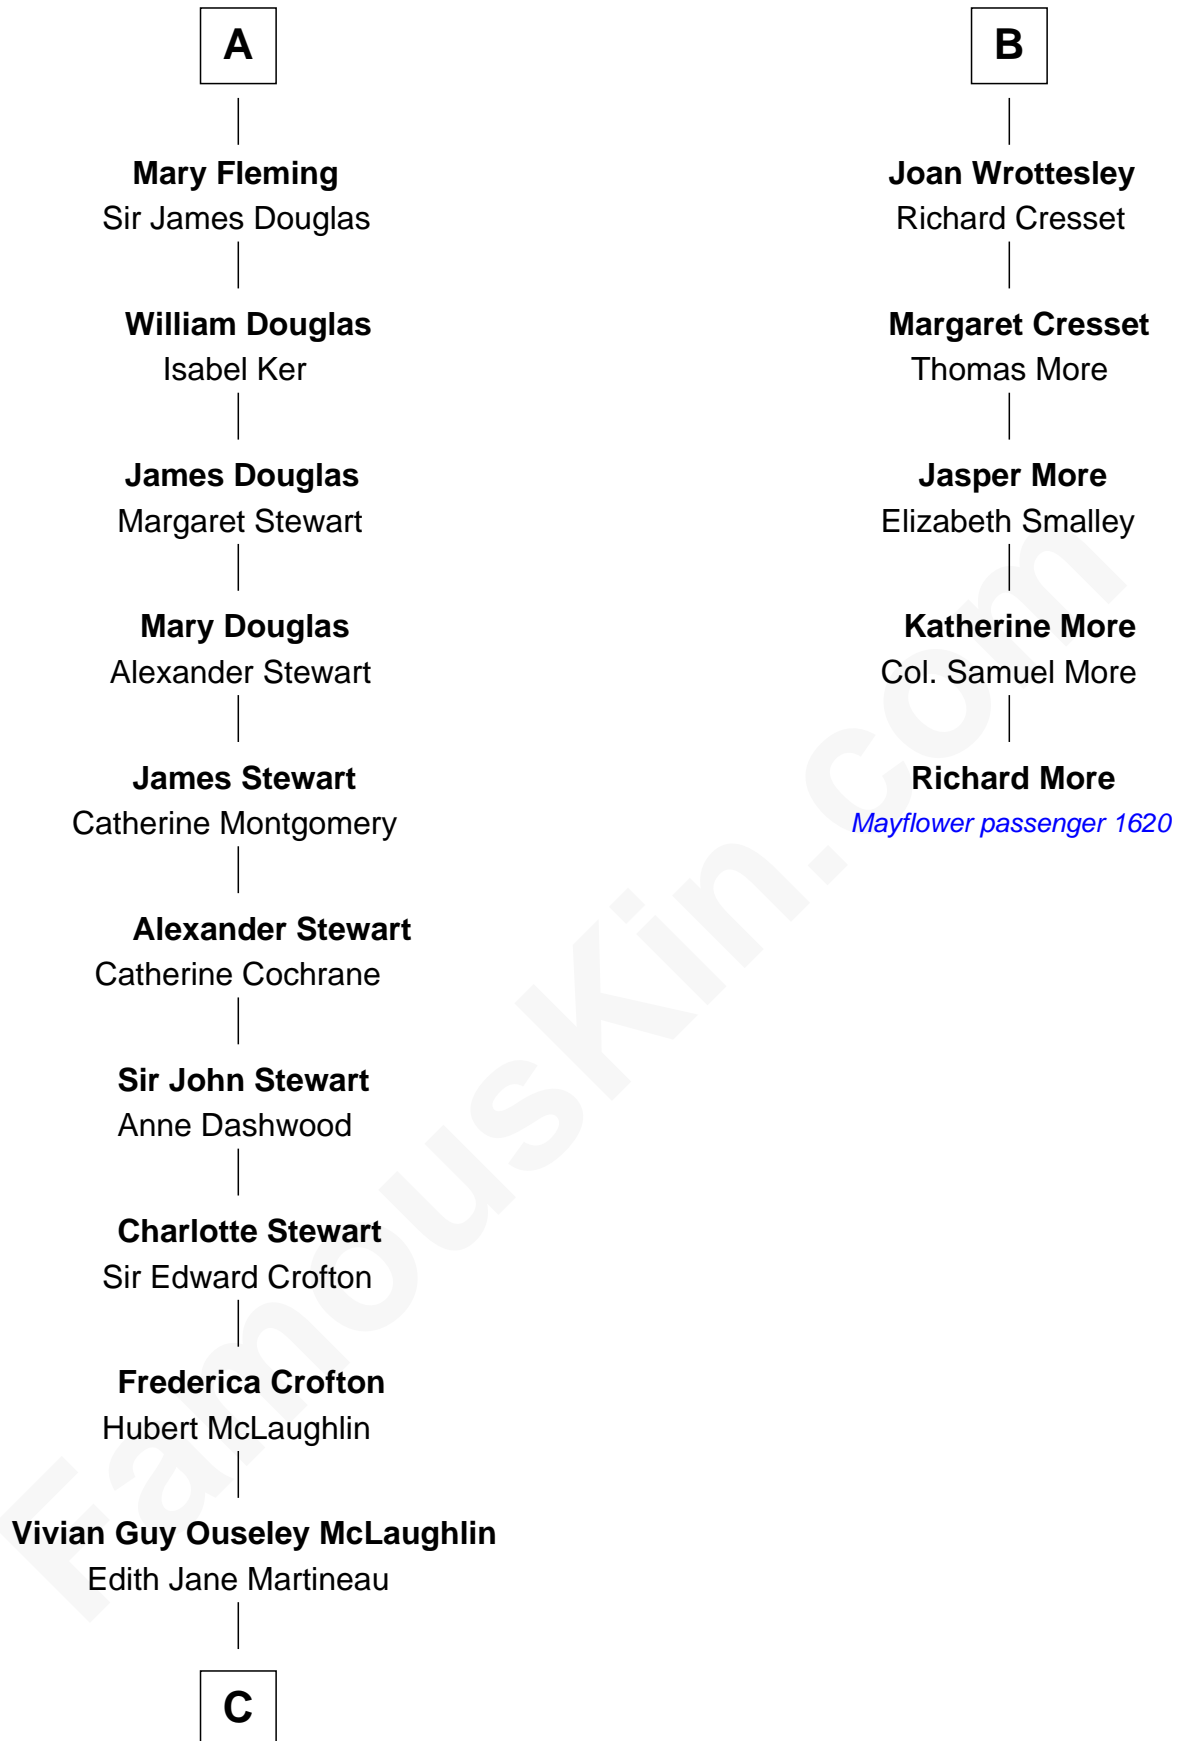 A
Mary Fleming
Sir James Douglas
William Douglas
Isabel Ker
James Douglas
Margaret Stewart
Mary Douglas
Alexander Stewart
James Stewart
Catherine Montgomery
Alexander Stewart
Catherine Cochrane
Sir John Stewart
Anne Dashwood
Charlotte Stewart
Sir Edward Crofton
Frederica Crofton
Hubert McLaughlin
Vivian Guy Ouseley McLaughlin
Edith Jane Martineau
C
B
Joan Wrottesley
Richard Cresset
Margaret Cresset
Thomas More
Jasper More
Elizabeth Smalley
Katherine More
Col. Samuel More
Richard More
Mayflower passenger 1620
FamousKin.com